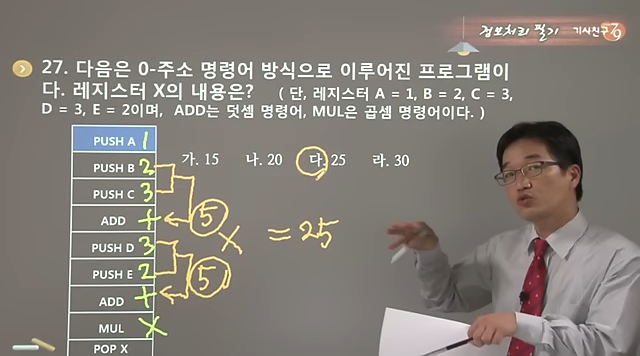 정보처리 필기 기사친구 79
27. 다음은 0-주소 명령어 방식으로 이루어진 프로그램이
다. 레지스터 X의 내용은? ( 단, 레지스터 A = 1, B = 2, C = 3,
D = 3, E = 2이며, ADD는 덧셈 명령어, MUL은 곱셈 명령어이다. )
PUSH A 1
가. 15 나. 20 다. 25 라. 30
PUSH B 2
PUSH C 3
ADD + 5
X = 25
PUSH D 3
PUSH E 2 5
ADD +
MUL X
POP X